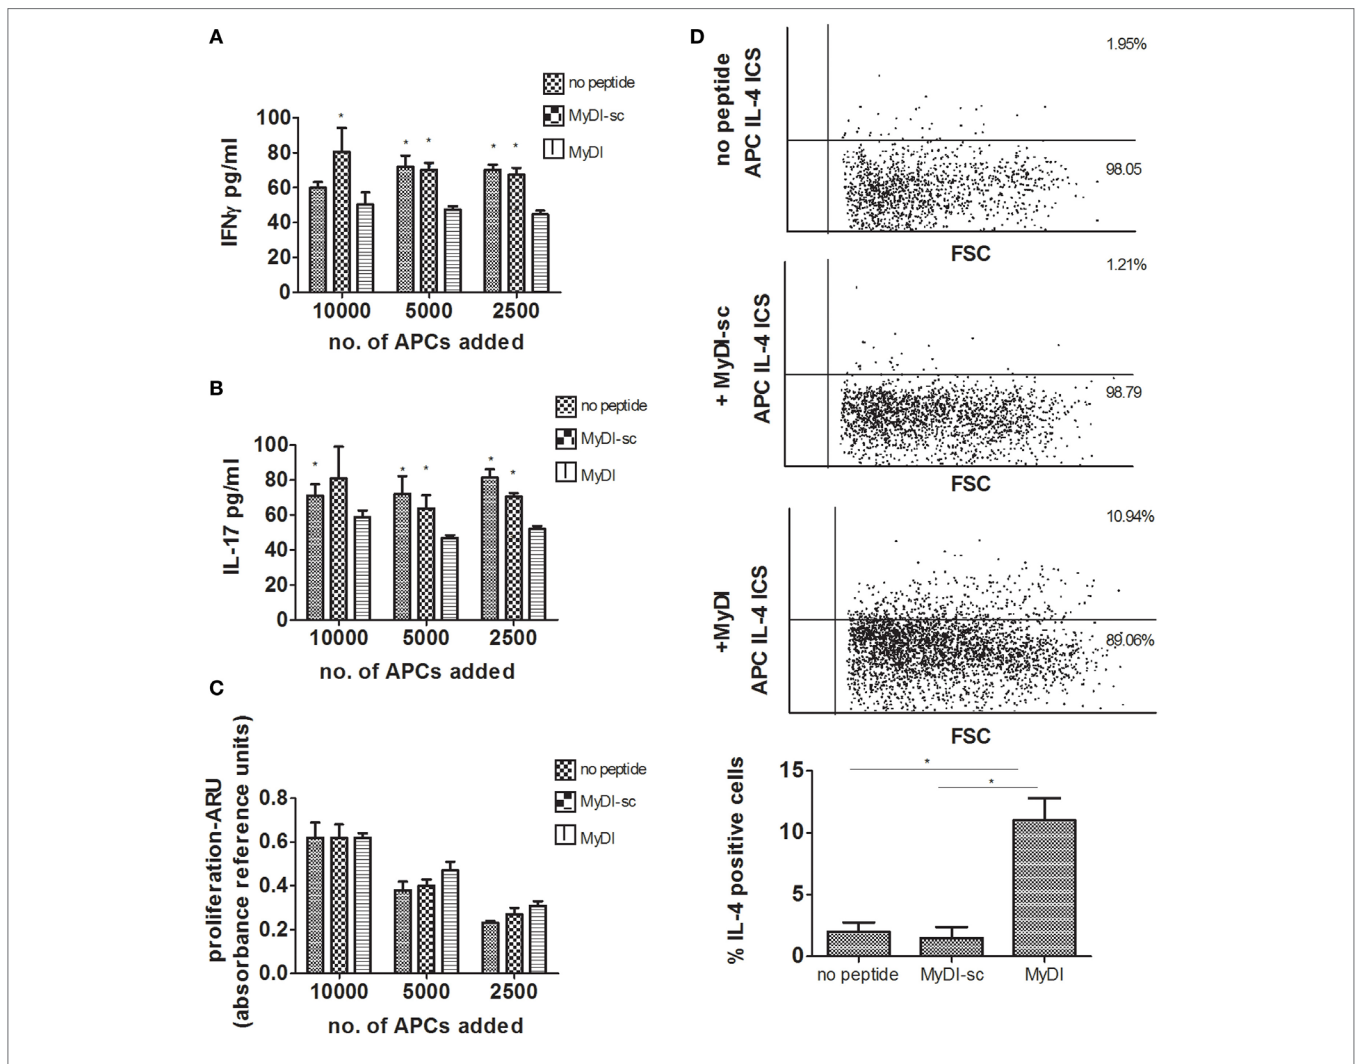 A
no peptide
MyDI-sc
MyDI
IFNγ pg/ml
100
80
60
40
20
0
*
* *
* *
10000 5000 2500
no. of APCs added
B
no peptide
MyDI-sc
MyDI
IL-17 pg/ml
100
80
60
40
20
0
*
* *
* *
10000 5000 2500
no. of APCs added
C
no peptide
MyDI-sc
MyDI
proliferation-ARU
(absorbance reference units)
0.8
0.6
0.4
0.2
0.0
10000 5000 2500
no. of APCs added
D
no peptide
APC IL-4 ICS
1.95%
98.05
FSC
+ MyDI-sc
APC IL-4 ICS
1.21%
98.79
FSC
+MyDI
APC IL-4 ICS
10.94%
89.06%
FSC
% IL-4 positive cells
15
10
5
0
*
*
no peptide MyDI-sc MyDI